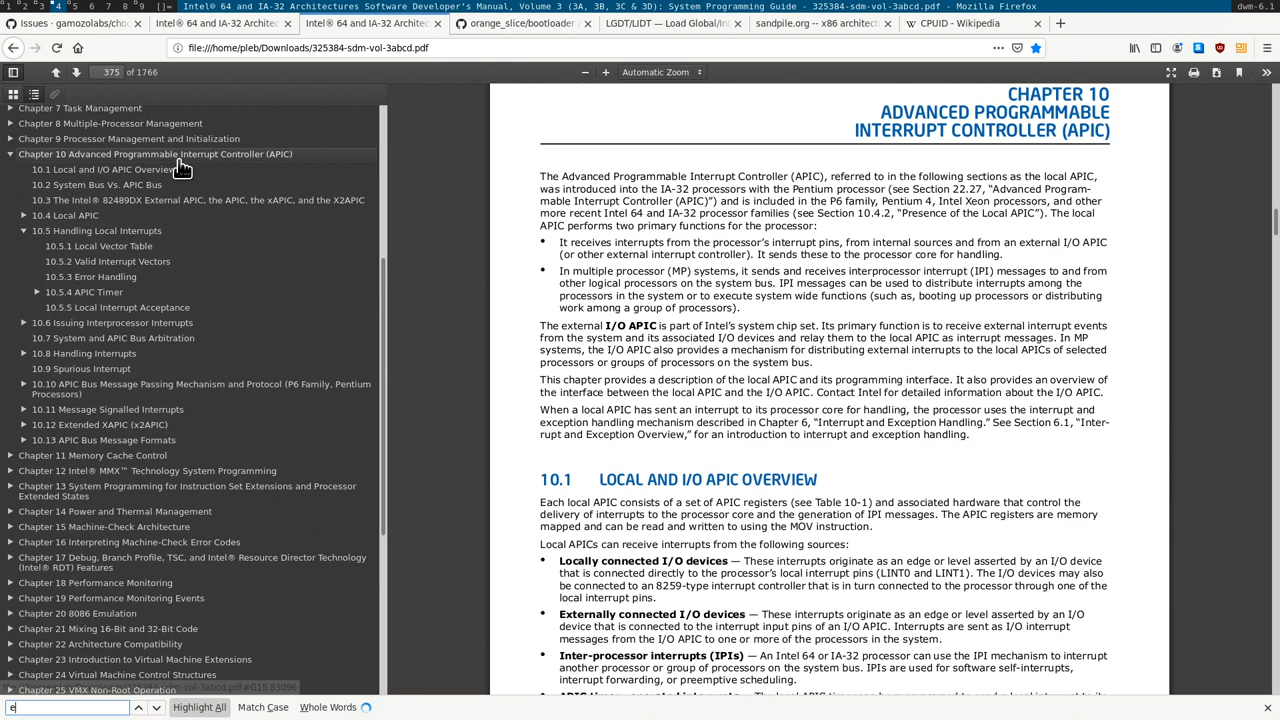 1 2 3 4 5 6 7 8 9 []= Intel® 64 and IA-32 Architectures Software Developer's Manual, Volume 3 (3A, 3B, 3C & 3D): System Programming Guide - 325384-sdm-vol-3abcd.pdf - Mozilla Firefox dwm-6.1
Issues · gamozolabs/cho Intel® 64 and IA-32 Architec Intel® 64 and IA-32 Architec orange_slice/bootloader LGDT/LIDT — Load Global/In sandpile.org -- x86 architect CPUID - Wikipedia
file:///home/pleb/Downloads/325384-sdm-vol-3abcd.pdf
375 of 1766 Automatic Zoom
Chapter 7 Task Management
Chapter 8 Multiple-Processor Management
Chapter 9 Processor Management and Initialization
Chapter 10 Advanced Programmable Interrupt Controller (APIC)
10.1 Local and I/O APIC Overview
10.2 System Bus Vs. APIC Bus
10.3 The Intel® 82489DX External APIC, the APIC, the xAPIC, and the X2APIC
10.4 Local APIC
10.5 Handling Local Interrupts
10.5.1 Local Vector Table
10.5.2 Valid Interrupt Vectors
10.5.3 Error Handling
10.5.4 APIC Timer
10.5.5 Local Interrupt Acceptance
10.6 Issuing Interprocessor Interrupts
10.7 System and APIC Bus Arbitration
10.8 Handling Interrupts
10.9 Spurious Interrupt
10.10 APIC Bus Message Passing Mechanism and Protocol (P6 Family, Pentium
Processors)
10.11 Message Signalled Interrupts
10.12 Extended XAPIC (x2APIC)
10.13 APIC Bus Message Formats
Chapter 11 Memory Cache Control
Chapter 12 Intel® MMX™ Technology System Programming
Chapter 13 System Programming for Instruction Set Extensions and Processor
Extended States
Chapter 14 Power and Thermal Management
Chapter 15 Machine-Check Architecture
Chapter 16 Interpreting Machine-Check Error Codes
Chapter 17 Debug, Branch Profile, TSC, and Intel® Resource Director Technology
(Intel® RDT) Features
Chapter 18 Performance Monitoring
Chapter 19 Performance Monitoring Events
Chapter 20 8086 Emulation
Chapter 21 Mixing 16-Bit and 32-Bit Code
Chapter 22 Architecture Compatibility
Chapter 23 Introduction to Virtual Machine Extensions
Chapter 24 Virtual Machine Control Structures
Chapter 25 VMX Non-Root Operation
CHAPTER 10
ADVANCED PROGRAMMABLE
INTERRUPT CONTROLLER (APIC)
The Advanced Programmable Interrupt Controller (APIC), referred to in the following sections as the local APIC,
was introduced into the IA-32 processors with the Pentium processor (see Section 22.27, “Advanced Program-
mable Interrupt Controller (APIC)”) and is included in the P6 family, Pentium 4, Intel Xeon processors, and other
more recent Intel 64 and IA-32 processor families (see Section 10.4.2, “Presence of the Local APIC”). The local
APIC performs two primary functions for the processor:
• It receives interrupts from the processor’s interrupt pins, from internal sources and from an external I/O APIC
(or other external interrupt controller). It sends these to the processor core for handling.
• In multiple processor (MP) systems, it sends and receives interprocessor interrupt (IPI) messages to and from
other logical processors on the system bus. IPI messages can be used to distribute interrupts among the
processors in the system or to execute system wide functions (such as, booting up processors or distributing
work among a group of processors).
The external I/O APIC is part of Intel’s system chip set. Its primary function is to receive external interrupt events
from the system and its associated I/O devices and relay them to the local APIC as interrupt messages. In MP
systems, the I/O APIC also provides a mechanism for distributing external interrupts to the local APICs of selected
processors or groups of processors on the system bus.
This chapter provides a description of the local APIC and its programming interface. It also provides an overview of
the interface between the local APIC and the I/O APIC. Contact Intel for detailed information about the I/O APIC.
When a local APIC has sent an interrupt to its processor core for handling, the processor uses the interrupt and
exception handling mechanism described in Chapter 6, “Interrupt and Exception Handling.” See Section 6.1, “Inter-
rupt and Exception Overview,” for an introduction to interrupt and exception handling.
10.1 LOCAL AND I/O APIC OVERVIEW
Each local APIC consists of a set of APIC registers (see Table 10-1) and associated hardware that control the
delivery of interrupts to the processor core and the generation of IPI messages. The APIC registers are memory
mapped and can be read and written to using the MOV instruction.
Local APICs can receive interrupts from the following sources:
• Locally connected I/O devices — These interrupts originate as an edge or level asserted by an I/O device
that is connected directly to the processor’s local interrupt pins (LINT0 and LINT1). The I/O devices may also
be connected to an 8259-type interrupt controller that is in turn connected to the processor through one of the
local interrupt pins.
• Externally connected I/O devices — These interrupts originate as an edge or level asserted by an I/O
device that is connected to the interrupt input pins of an I/O APIC. Interrupts are sent as I/O interrupt
messages from the I/O APIC to one or more of the processors in the system.
• Inter-processor interrupts (IPIs) — An Intel 64 or IA-32 processor can use the IPI mechanism to interrupt
another processor or group of processors on the system bus. IPIs are used for software self-interrupts,
interrupt forwarding, or preemptive scheduling.
e Highlight All Match Case Whole Words